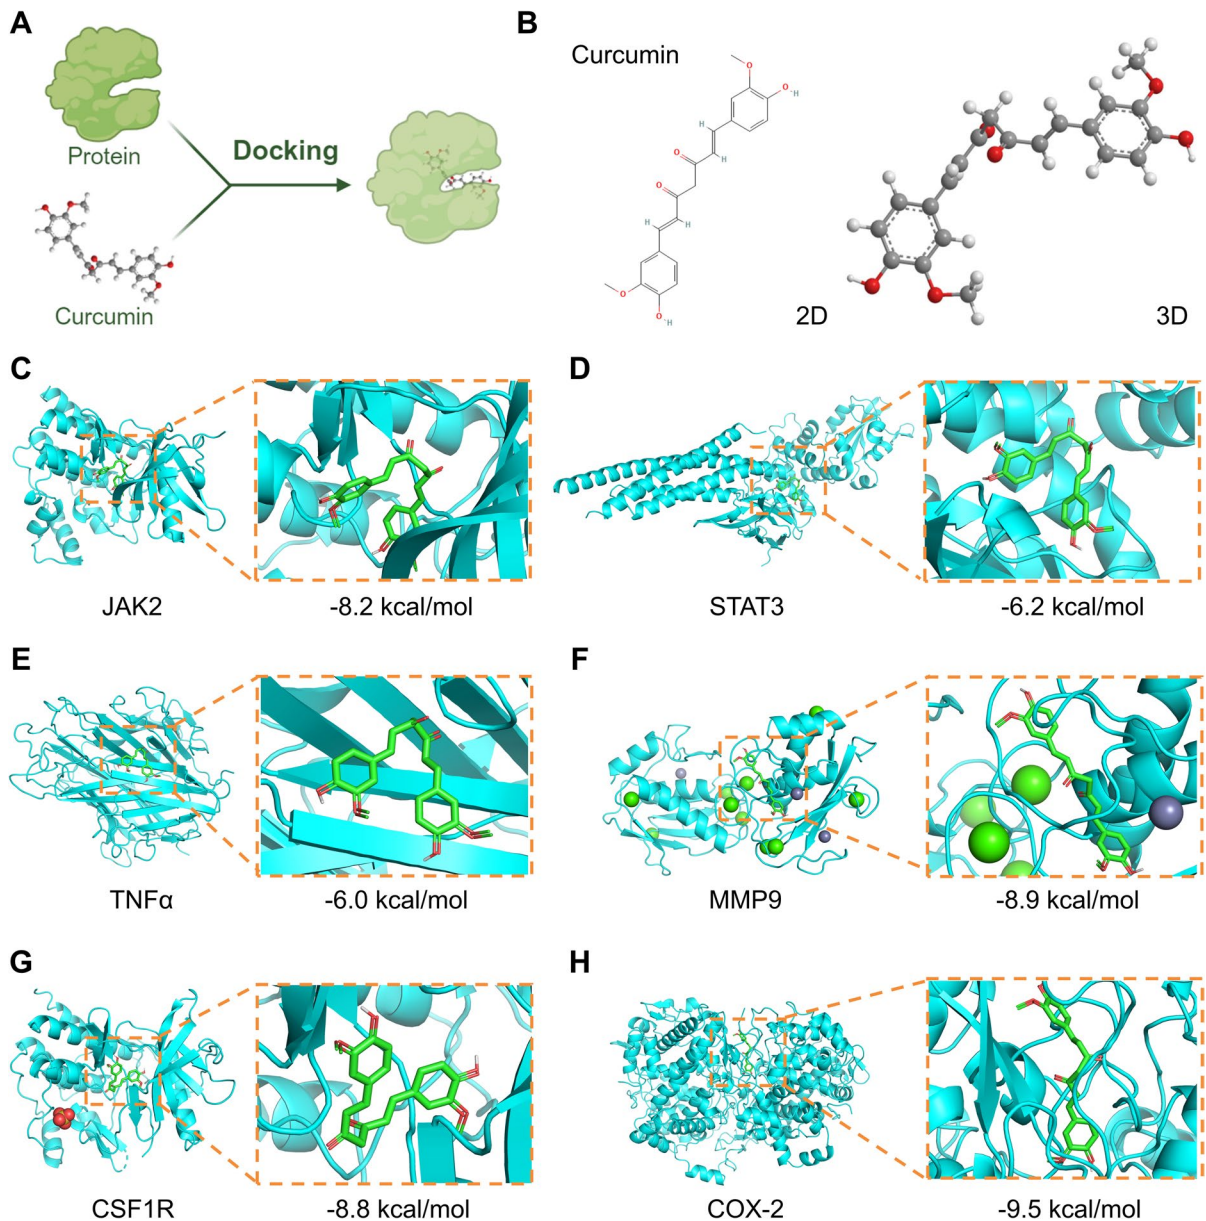 A
Protein
Docking
Curcumin
B
Curcumin
O
O
H
H
H
O
O
H
H
O
O
H
2D
3D
C
JAK2
-8.2 kcal/mol
D
STAT3
-6.2 kcal/mol
E
TNFα
-6.0 kcal/mol
F
MMP9
-8.9 kcal/mol
G
CSF1R
-8.8 kcal/mol
H
COX-2
-9.5 kcal/mol